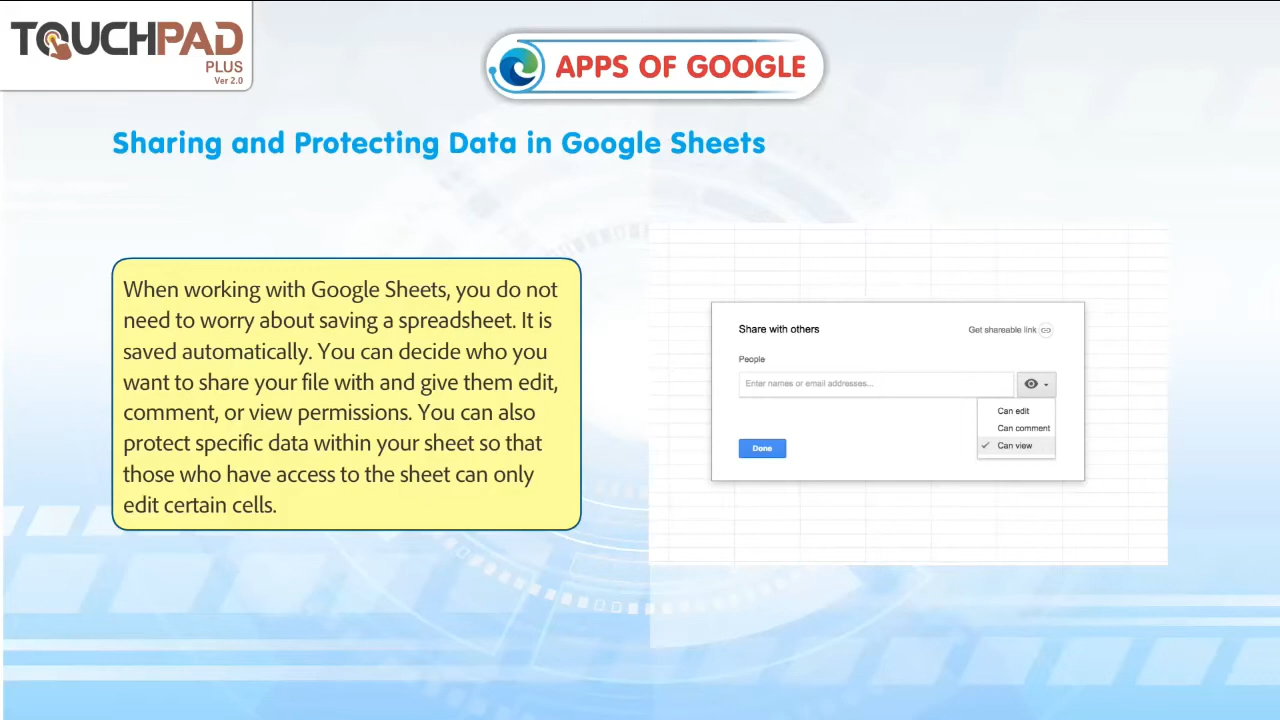 TOUCHPAD
PLUS
Ver 2.0
APPS OF GOOGLE
Sharing and Protecting Data in Google Sheets
When working with Google Sheets, you do not
need to worry about saving a spreadsheet. It is
saved automatically. You can decide who you
want to share your file with and give them edit,
comment, or view permissions. You can also
protect specific data within your sheet so that
those who have access to the sheet can only
edit certain cells.
Share with others
Get shareable link
People
Enter names or email addresses...
Can edit
Can comment
Can view
Done